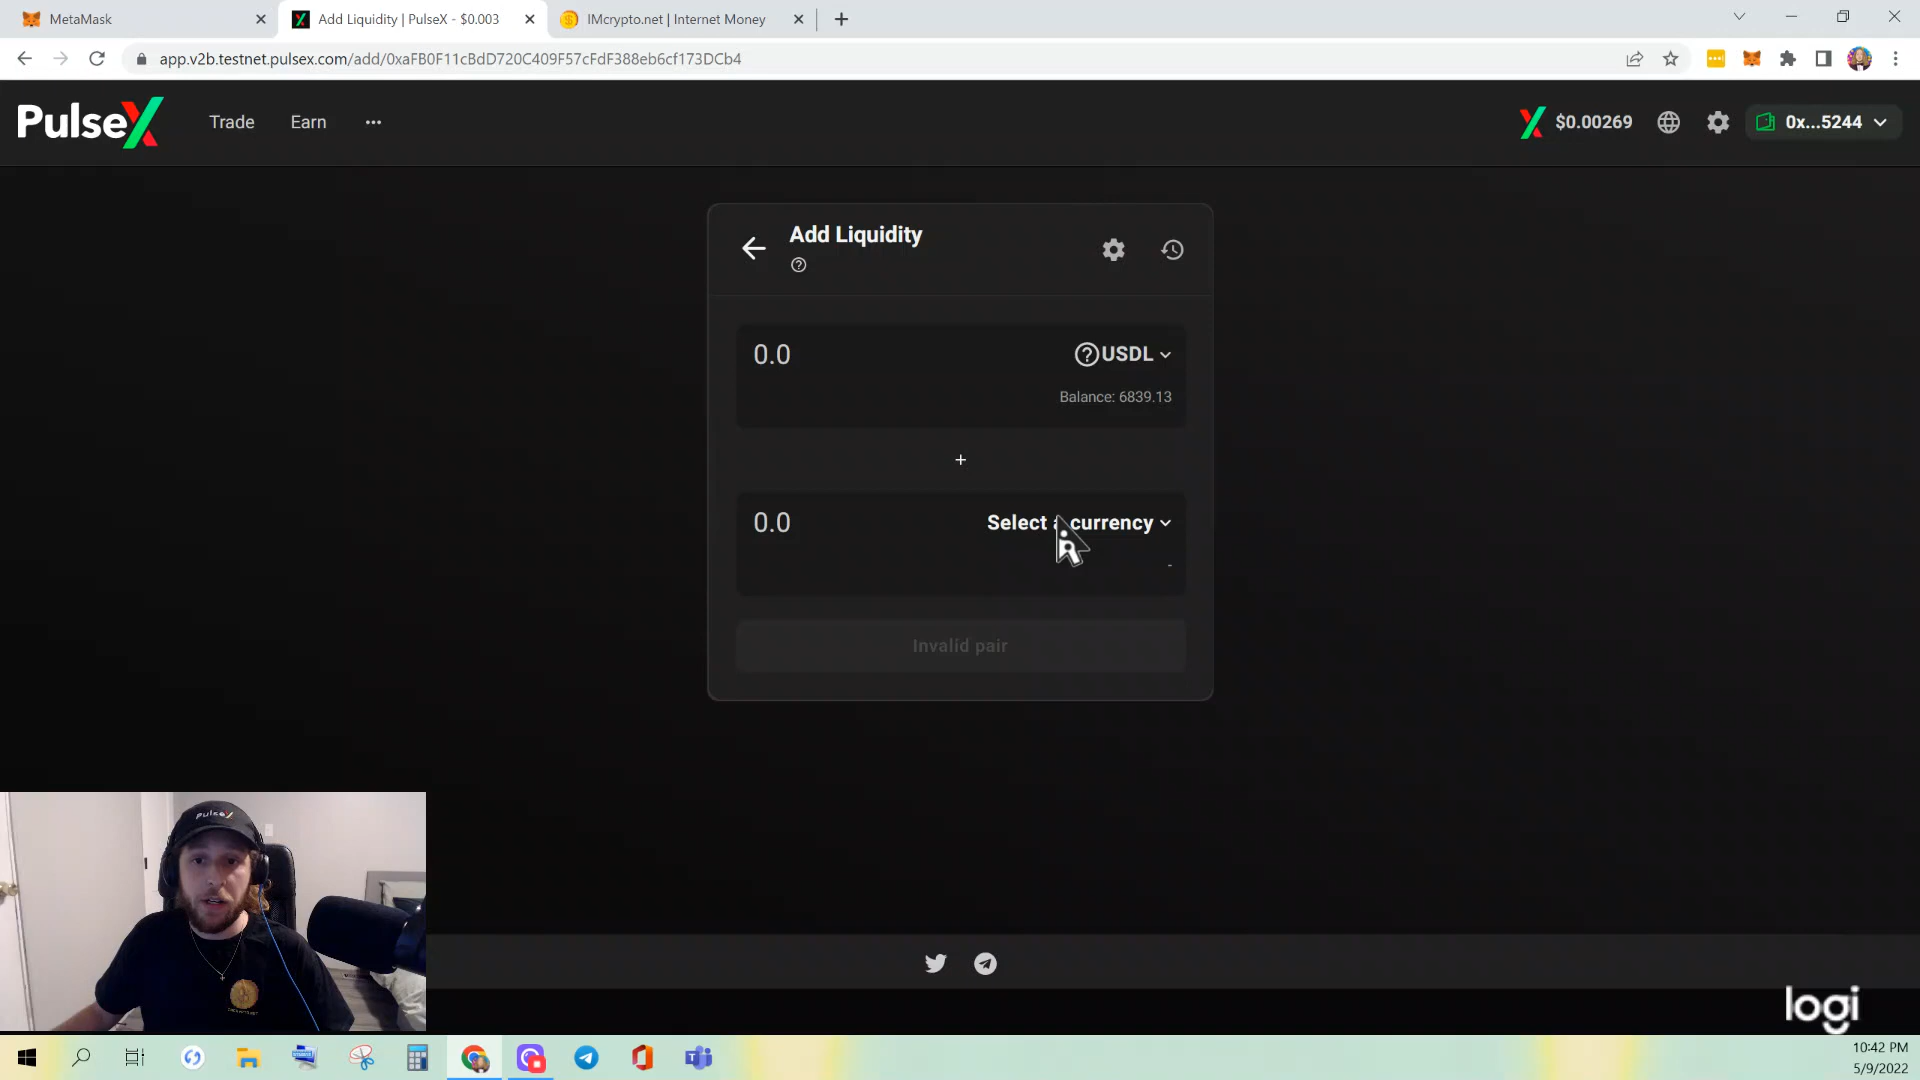 MetaMask
Add Liquidity | PulseX - $0.003
IMcrypto.net | Internet Money
app.v2b.testnet.pulsex.com/add/0xaFB0F11cBdD720C409F57cFdF388eb6cf173DCb4
PulseX
Trade
Earn
$0.00269
0x...5244
Add Liquidity
0.0
USDL
Balance: 6839.13
+
0.0
Select a currency
-
Invalid pair
PulseX
logi
10:42 PM
5/9/2022